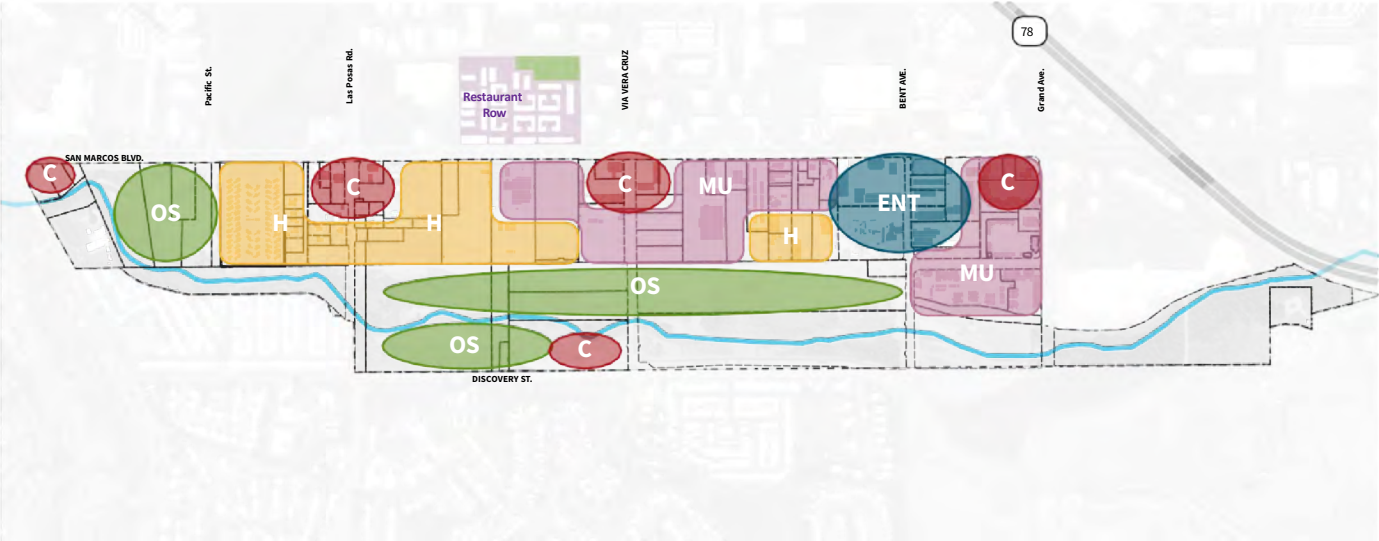 78
Pacific St.
Las Posas Rd.
VIA VERA CRUZ
BENT AVE.
Grand Ave.
Restaurant
Row
SAN MARCOS BLVD.
C
OS
H
C
H
C
MU
H
ENT
C
MU
OS
OS
C
DISCOVERY ST.